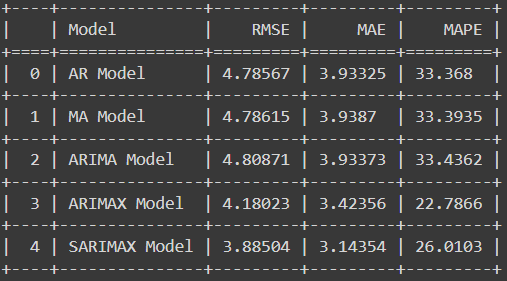 +----+---------------+---------+---------+---------+
|    | Model         |    RMSE |     MAE |    MAPE |
+====+===============+=========+=========+=========+
|  0 | AR Model      | 4.78567 | 3.93325 | 33.368  |
+----+---------------+---------+---------+---------+
|  1 | MA Model      | 4.78615 | 3.9387  | 33.3935 |
+----+---------------+---------+---------+---------+
|  2 | ARIMA Model   | 4.80871 | 3.93373 | 33.4362 |
+----+---------------+---------+---------+---------+
|  3 | ARIMAX Model  | 4.18023 | 3.42356 | 22.7866 |
+----+---------------+---------+---------+---------+
|  4 | SARIMAX Model | 3.88504 | 3.14354 | 26.0103 |
+----+---------------+---------+---------+---------+